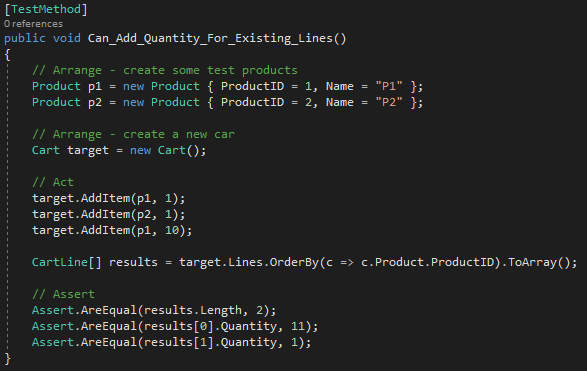 [TestMethod]
0 references
public void Can_Add_Quantity_For_Existing_Lines()
{
// Arrange - create some test products
Product p1 = new Product { ProductID = 1, Name = "P1" };
Product p2 = new Product { ProductID = 2, Name = "P2" };
// Arrange - create a new car
Cart target = new Cart();
// Act
target.AddItem(p1, 1);
target.AddItem(p2, 1);
target.AddItem(p1, 10);
CartLine[] results = target.Lines.OrderBy(c => c.Product.ProductID).ToArray();
// Assert
Assert.AreEqual(results.Length, 2);
Assert.AreEqual(results[0].Quantity, 11);
Assert.AreEqual(results[1].Quantity, 1);
}